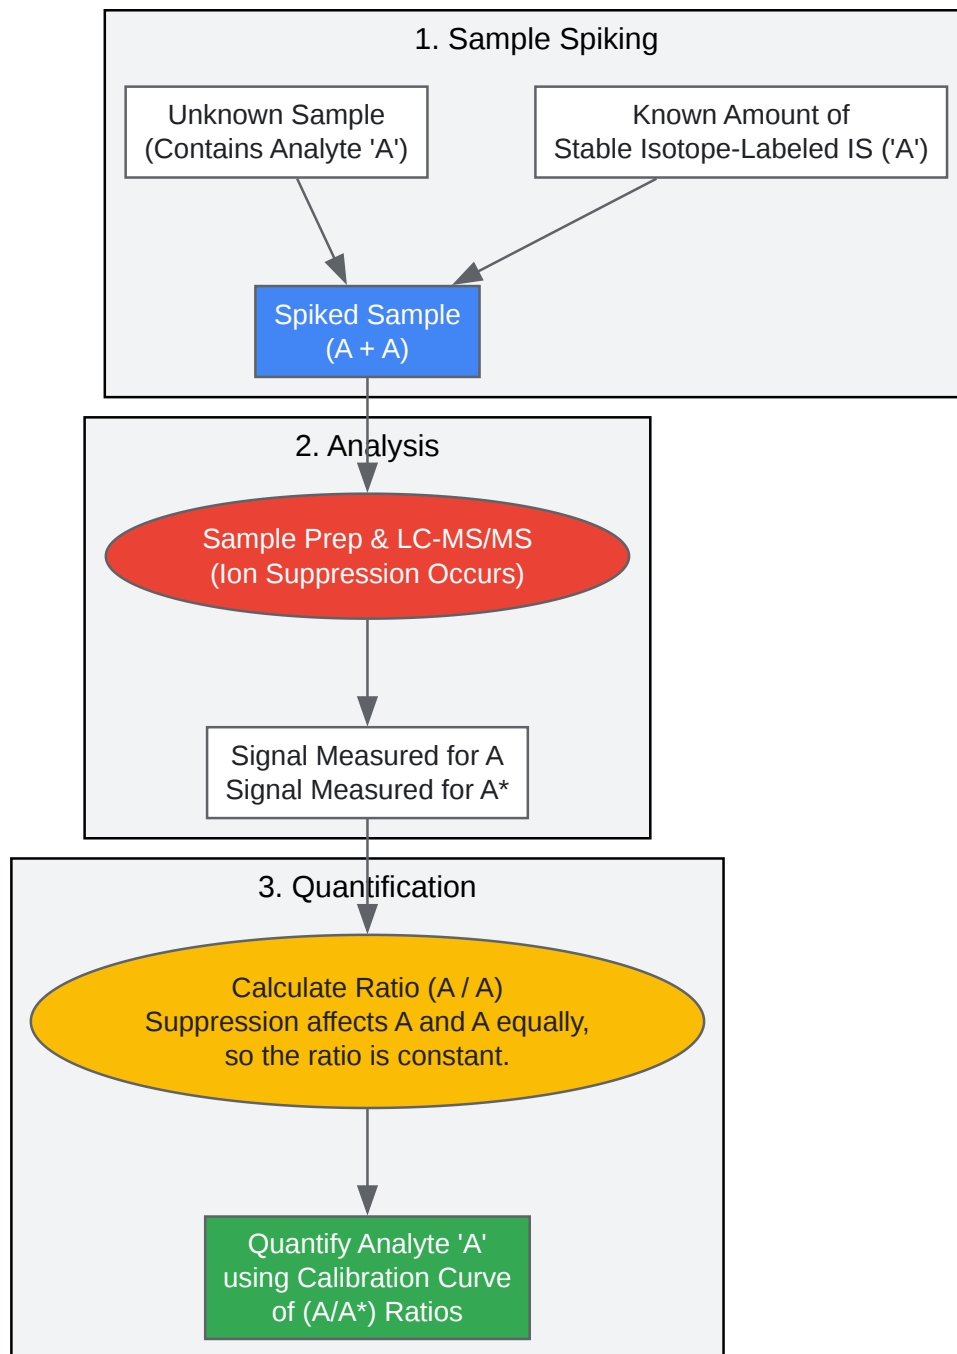 1. Sample Spiking
Unknown Sample
(Contains Analyte 'A')
Known Amount of
Stable Isotope-Labeled IS ('A')
Spiked Sample
(A + A)
2. Analysis
Sample Prep & LC-MS/MS
(Ion Suppression Occurs)
Signal Measured for A
Signal Measured for A*
3. Quantification
Calculate Ratio (A / A)
Suppression affects A and A equally,
so the ratio is constant.
Quantify Analyte 'A'
using Calibration Curve
of (A/A*) Ratios